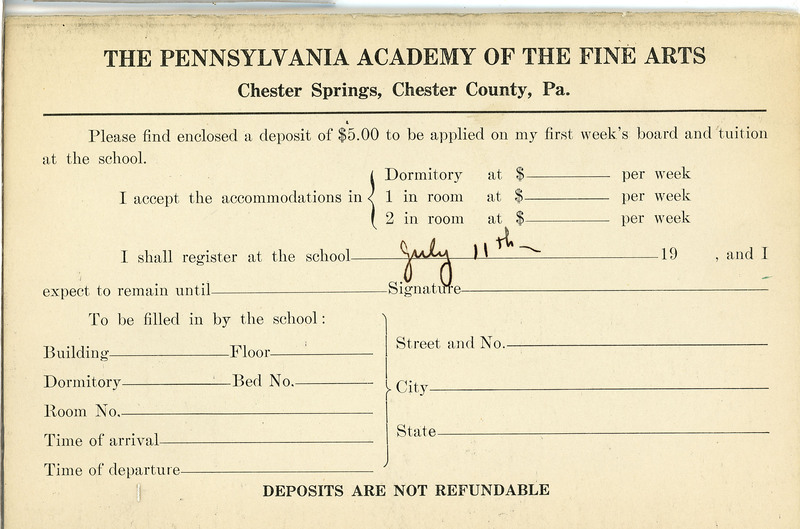 THE PENNSYLVANIA ACADEMY OF THE FINE ARTS
Chester Springs, Chester County, Pa.
Please find enclosed a deposit of $5.00 to be applied on my first week's board and tuition
at the school.
I accept the accommodations in
Dormitory at $ per week
1 in room at $ per week
2 in room at $ per week
I shall register at the school July 11th 19 , and I
expect to remain until Signature
To be filled in by the school:
Building Floor
Dormitory Bed No.
Room No.
Time of arrival
Time of departure
Street and No.
City
State
DEPOSITS ARE NOT REFUNDABLE